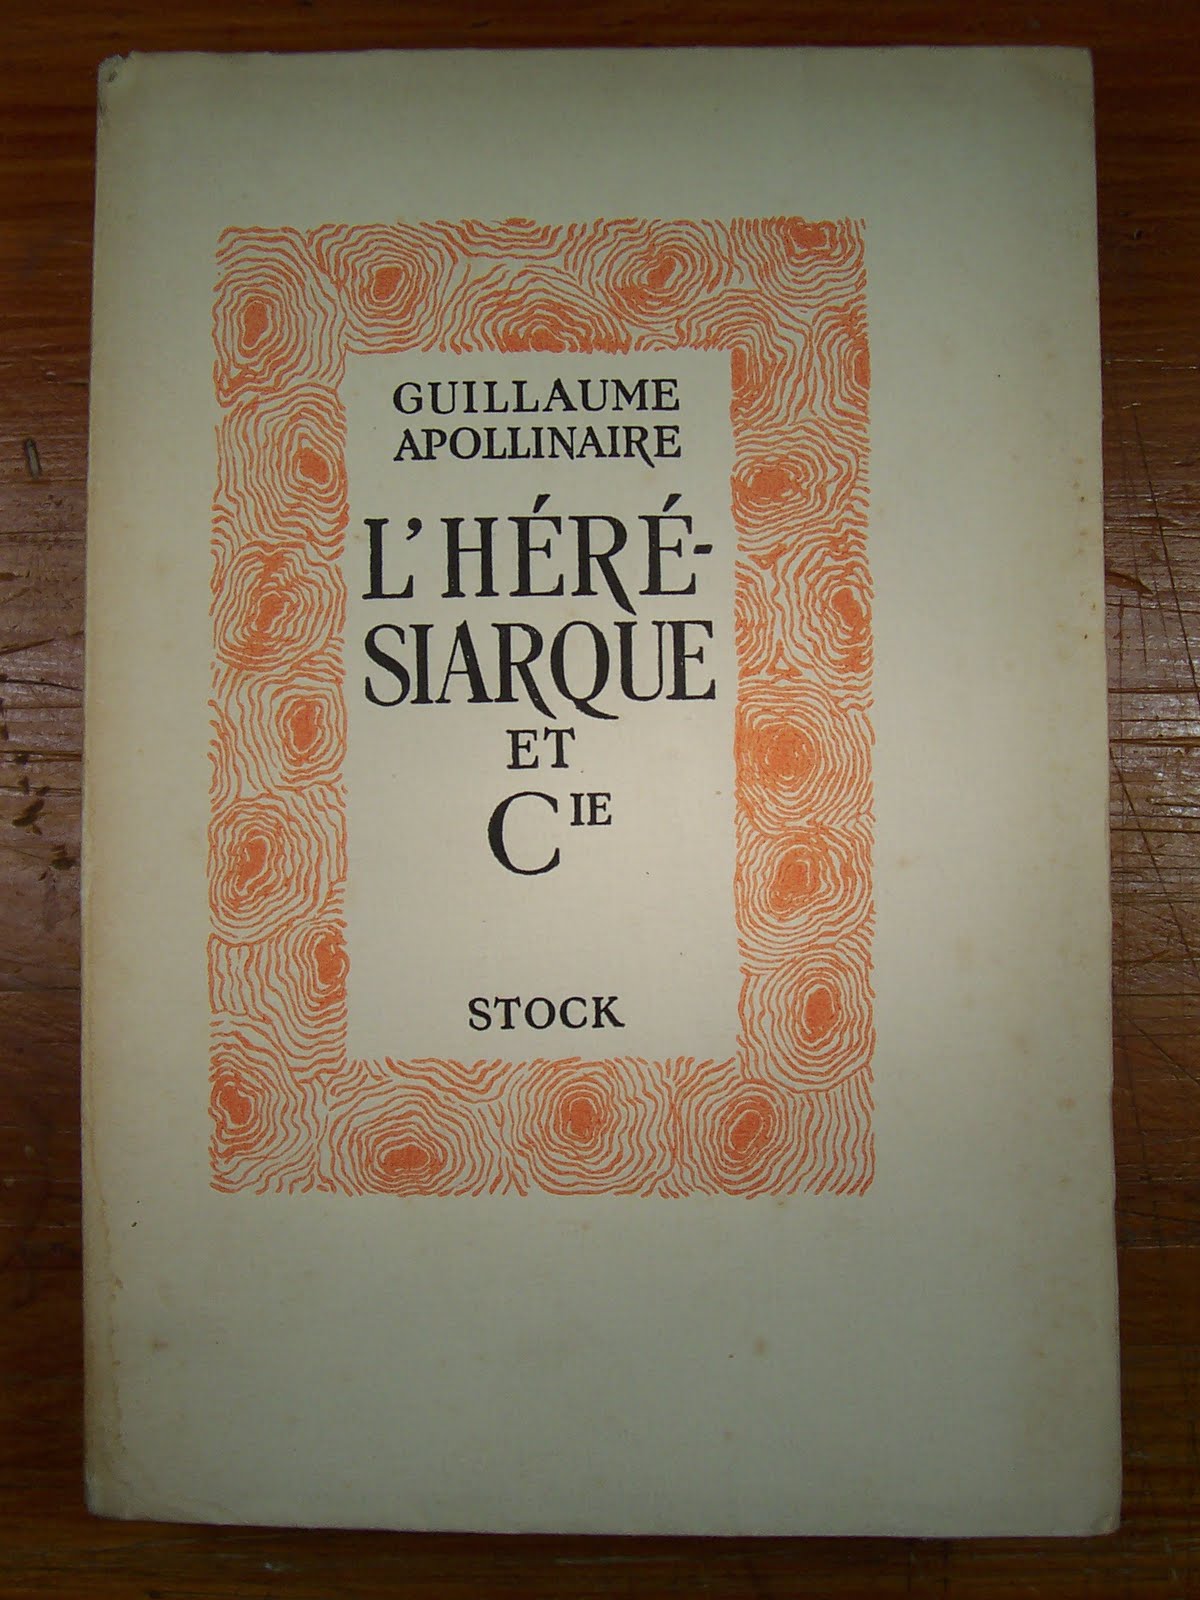 GUILLAUME
APOLLINAIRE
L'HÉRÉ-
SIARQUE
ET
CIE
STOCK